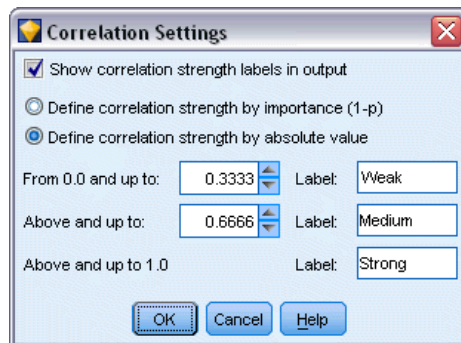 Correlation Settings
Show correlation strength labels in output
Define correlation strength by importance (1-p)
Define correlation strength by absolute value
From 0.0 and up to: 0.3333 Label: Weak
Above and up to: 0.6666 Label: Medium
Above and up to 1.0 Label: Strong
OK Cancel Help